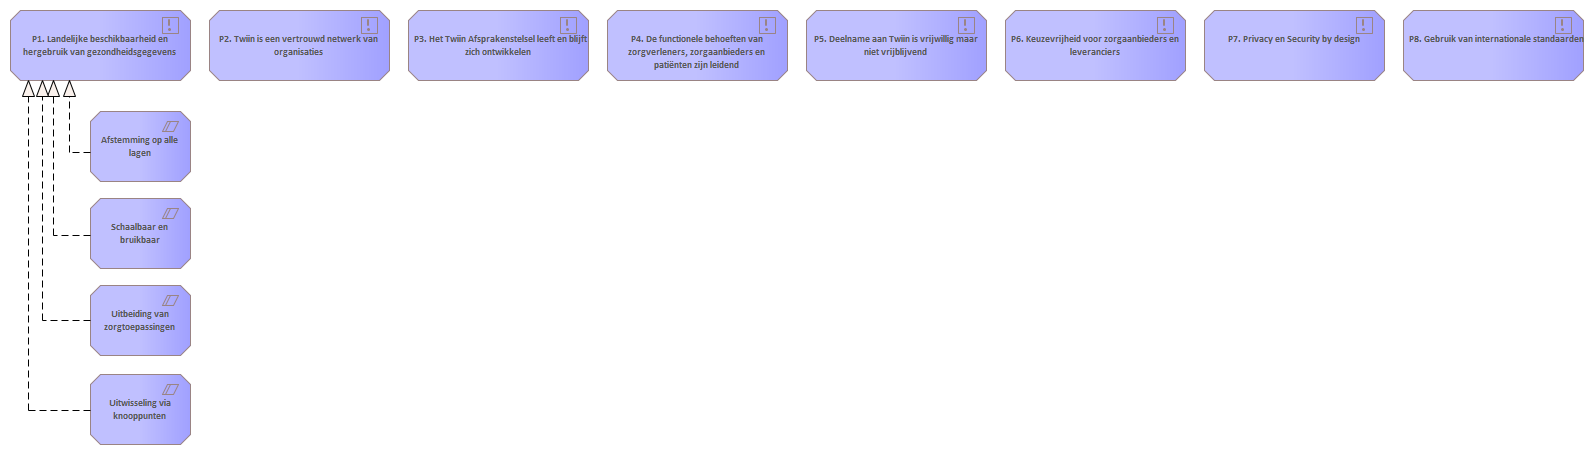 P1. Landelijke beschikbaarheid en
hergebruik van gezondheidsgegevens
P2. Twiin is een vertrouwd netwerk van
organisaties
P3. Het Twiin Afsprakenstelsel leeft en blijft
zich ontwikkelen
P4. De functionele behoeften van
zorgverleners, zorgaanbieders en
patiënten zijn leidend
P5. Deelname aan Twiin is vrijwillig maar
niet vrijblijvend
P6. Keuzevrijheid voor zorgaanbieders en
leveranciers
P7. Privacy en Security by design
P8. Gebruik van internationale standaarden
Afstemming op alle
lagen
Schaalbaar en
bruikbaar
Uitbeiding van
zorgtoepassingen
Uitwisseling via
knooppunten